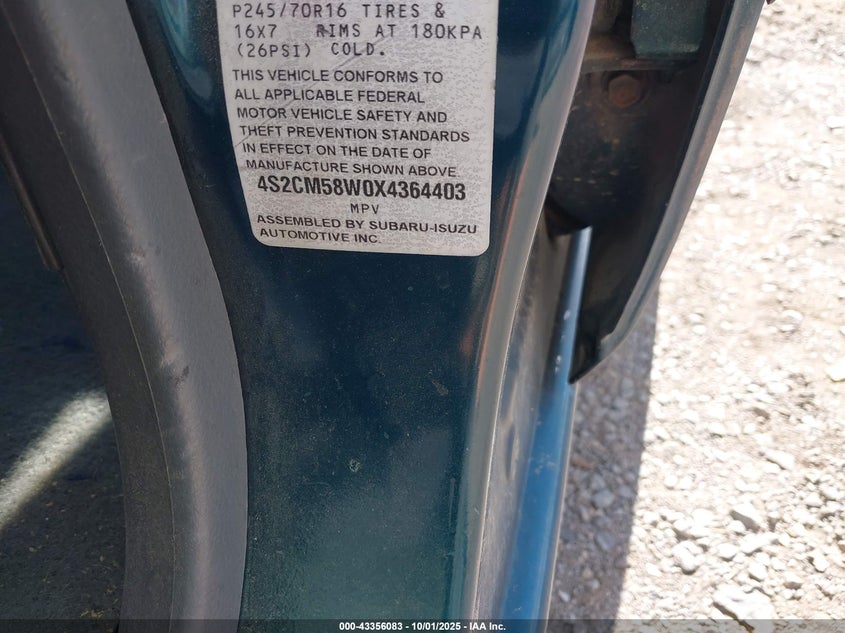 P245/70R16 TIRES &
16X7 RIMS AT 180KPA
(26PSI) COLD.
THIS VEHICLE CONFORMS TO
ALL APPLICABLE FEDERAL
MOTOR VEHICLE SAFETY AND
THEFT PREVENTION STANDARDS
IN EFFECT ON THE DATE OF
MANUFACTURE SHOWN ABOVE
4S2CM58W0X4364403
MPV
ASSEMBLED BY SUBARU-ISUZU
AUTOMOTIVE INC.
000-43356083 - 10/01/2025 - IAA Inc.